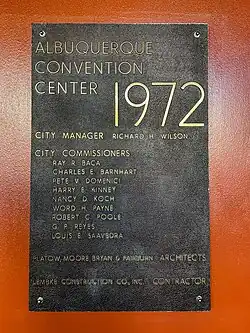 ALBUQUERQUE
CONVENTION
CENTER
1972
CITY MANAGER RICHARD H. WILSON
CITY COMMISSIONERS
RAY R. BACA
CHARLES E. BARNHART
PETE V. DOMENICI
HARRY E. KINNEY
NANCY D. KOCH
WORD H. PAYNE
ROBERT C. POOLE
G. P. REYES
LOUIS E. SAAVEDRA
FLATOW, MOORE BRYAN & FAIRBURN ARCHITECTS
LEMBKE CONSTRUCTION CO., INC. CONTRACTOR